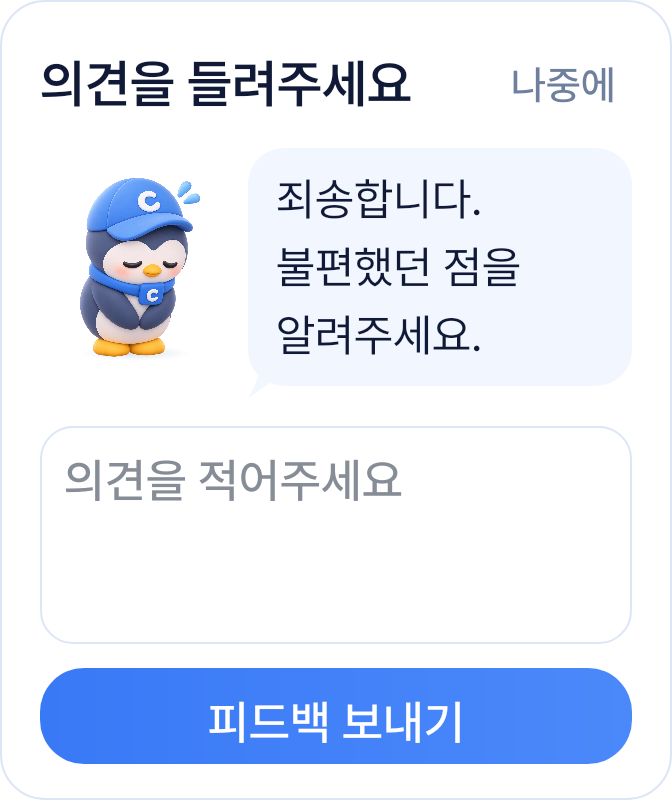 의견을 들려주세요
나중에
C
C
죄송합니다.
불편했던 점을
알려주세요.
의견을 적어주세요
피드백 보내기